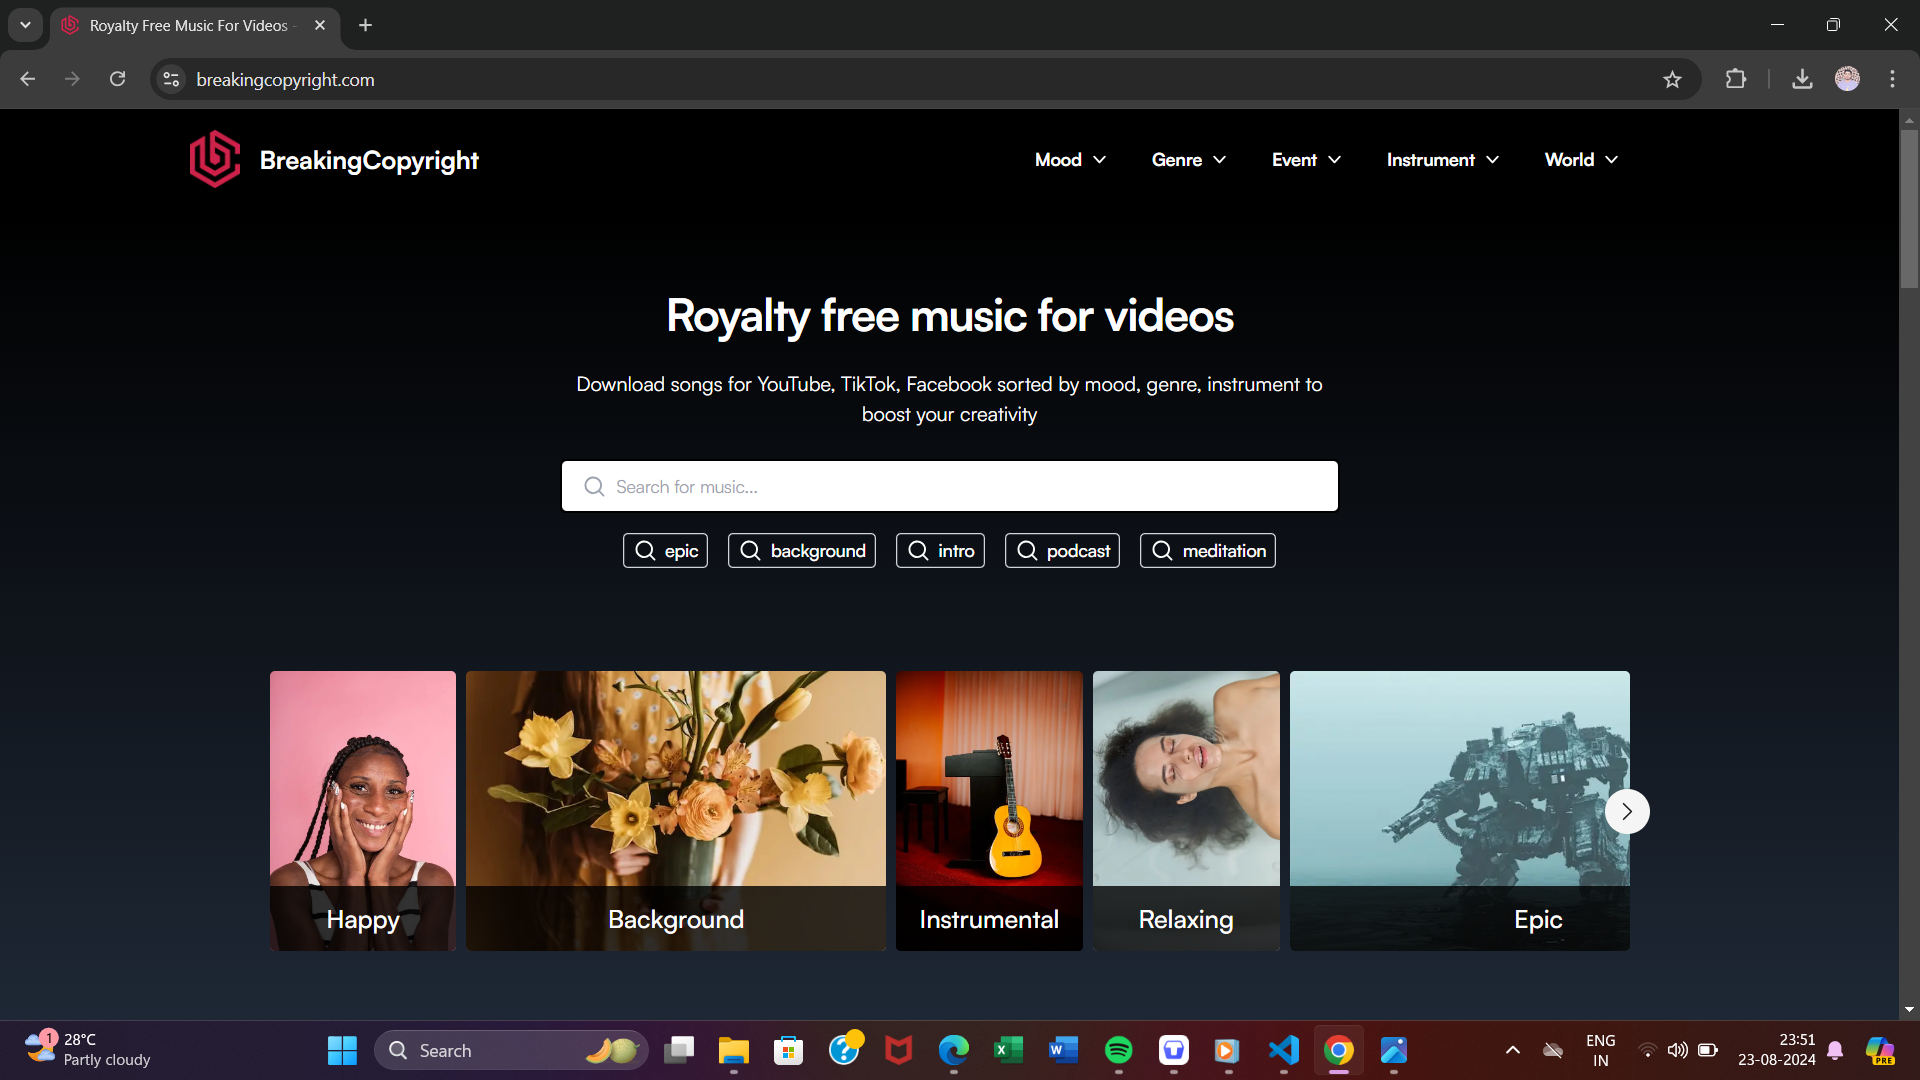 Royalty Free Music For Videos -
breakingcopyright.com
BreakingCopyright
Mood
Genre
Event
Instrument
World
Royalty free music for videos
Download songs for YouTube, TikTok, Facebook sorted by mood, genre, instrument to
boost your creativity
Search for music...
epic
background
intro
podcast
meditation
Happy
Background
Instrumental
Relaxing
Epic
1
28°C
Partly cloudy
Search
ENG
IN
23:51
23-08-2024
PRE